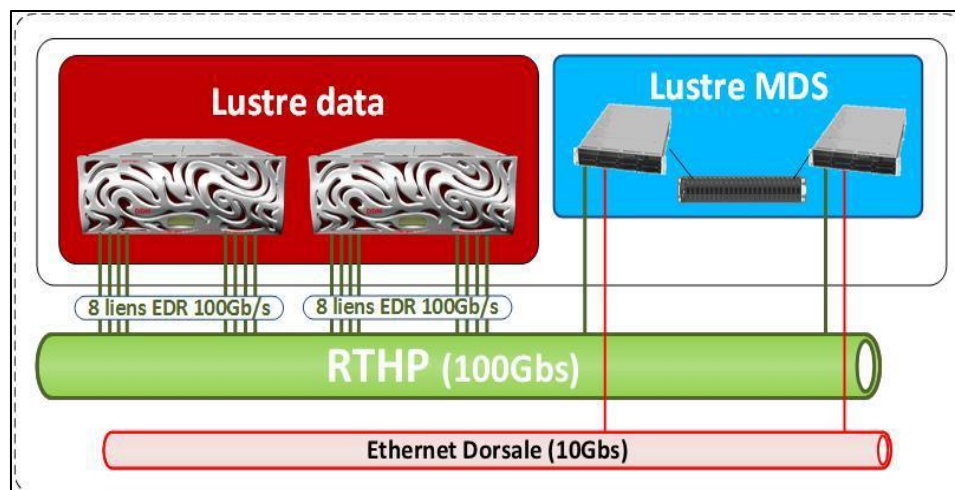 Lustre data
Lustre MDS
8 liens EDR 100Gb/s
8 liens EDR 100Gb/s
RTHP (100Gbs)
Ethernet Dorsale (10Gbs)